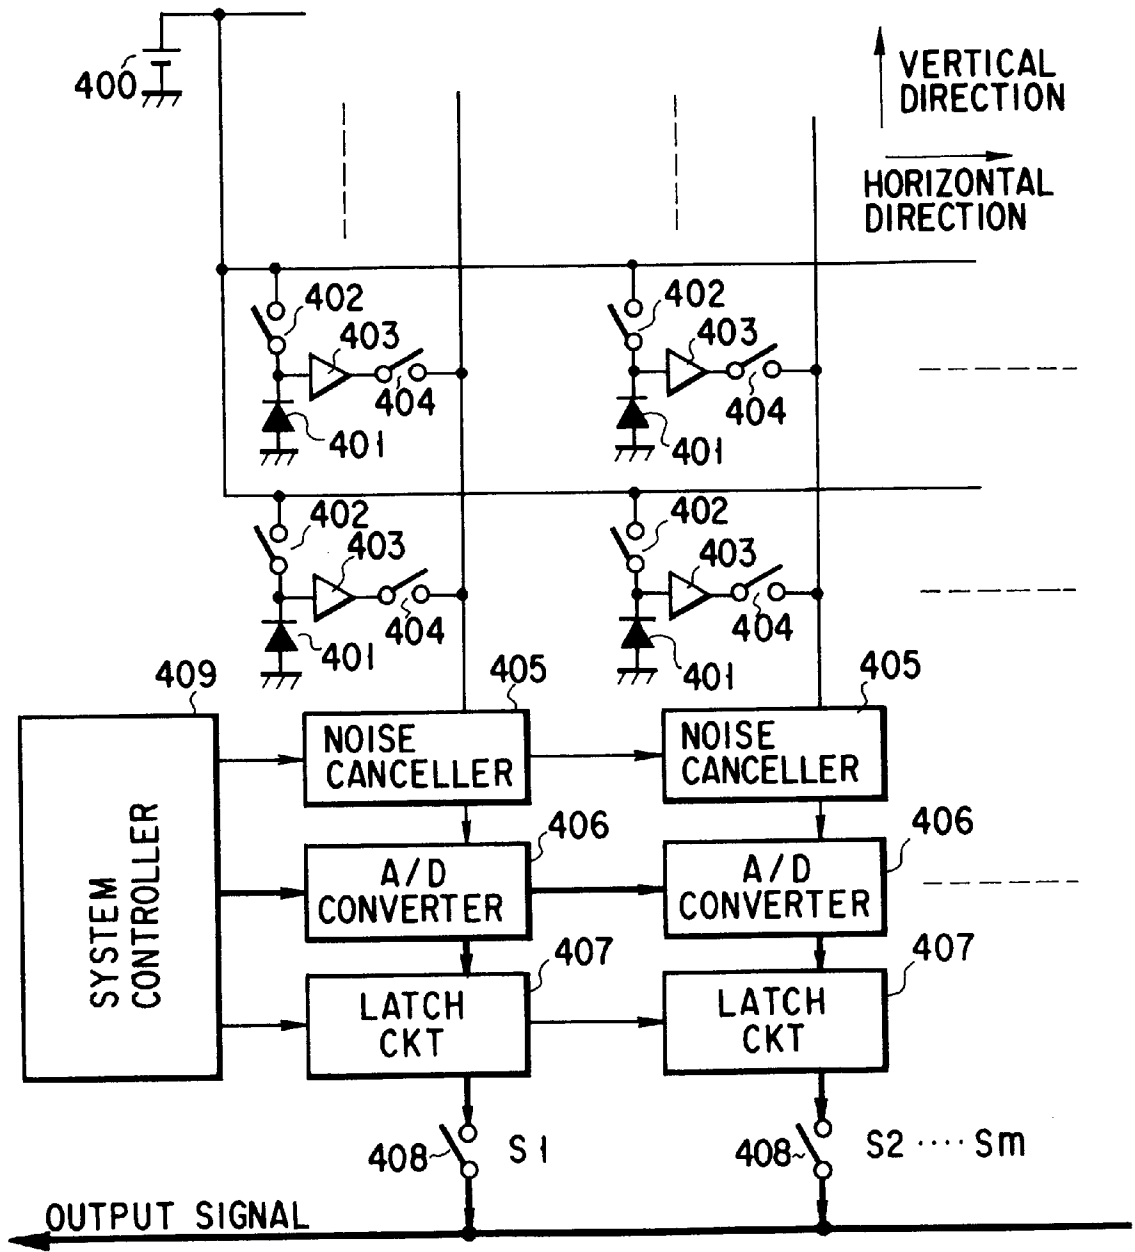 400
VERTICAL
DIRECTION
HORIZONTAL
DIRECTION
402
403
404
401
402
403
404
401
402
403
404
401
402
403
404
401
409
405
405
SYSTEM
CONTROLLER
NOISE
CANCELLER
NOISE
CANCELLER
406
406
A/D
CONVERTER
A/D
CONVERTER
407
407
LATCH
CKT
LATCH
CKT
408
S1
408
S2 ···· Sm
OUTPUT SIGNAL